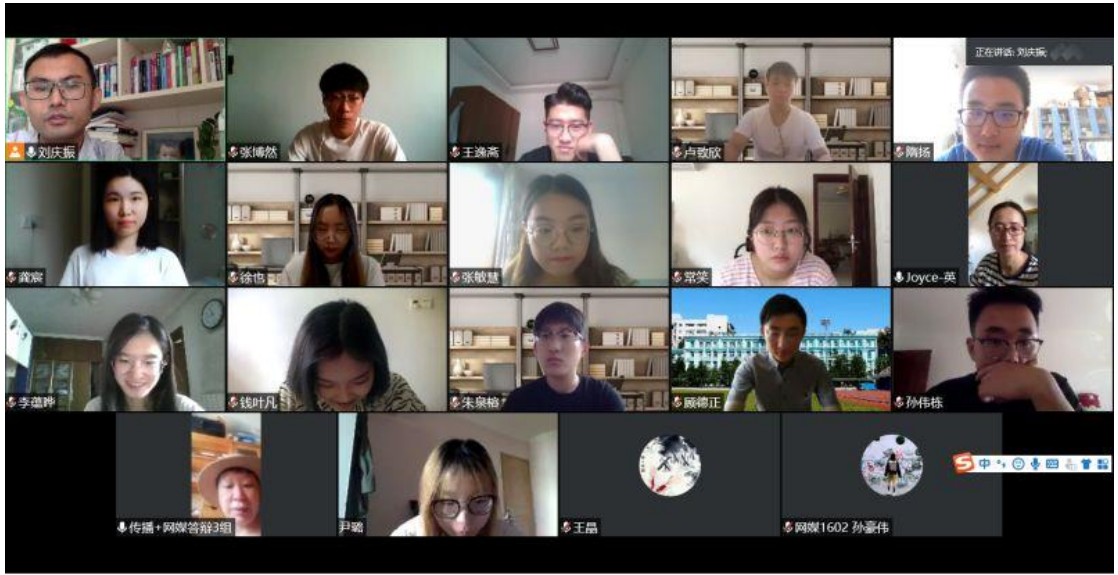 正在讲话: 刘庆振;
刘庆振
张博然
王逸斋
卢致欣
隋扬
龚宸
徐也
张敏慧
常笑
Joyce-英
李蕴晔
钱叶凡
朱泉榕
顾德正
孙伟栋
中
传播+网媒答辩3组
尹璐
王晶
网媒1602 孙豪伟